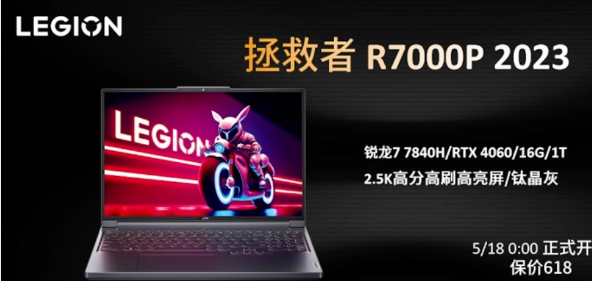 LEGION
拯救者 R7000P 2023
LEGION
锐龙7 7840H/RTX 4060/16G/1T
2.5K高分高刷高亮屏/钛晶灰
5/18 0:00 正式开
保价618